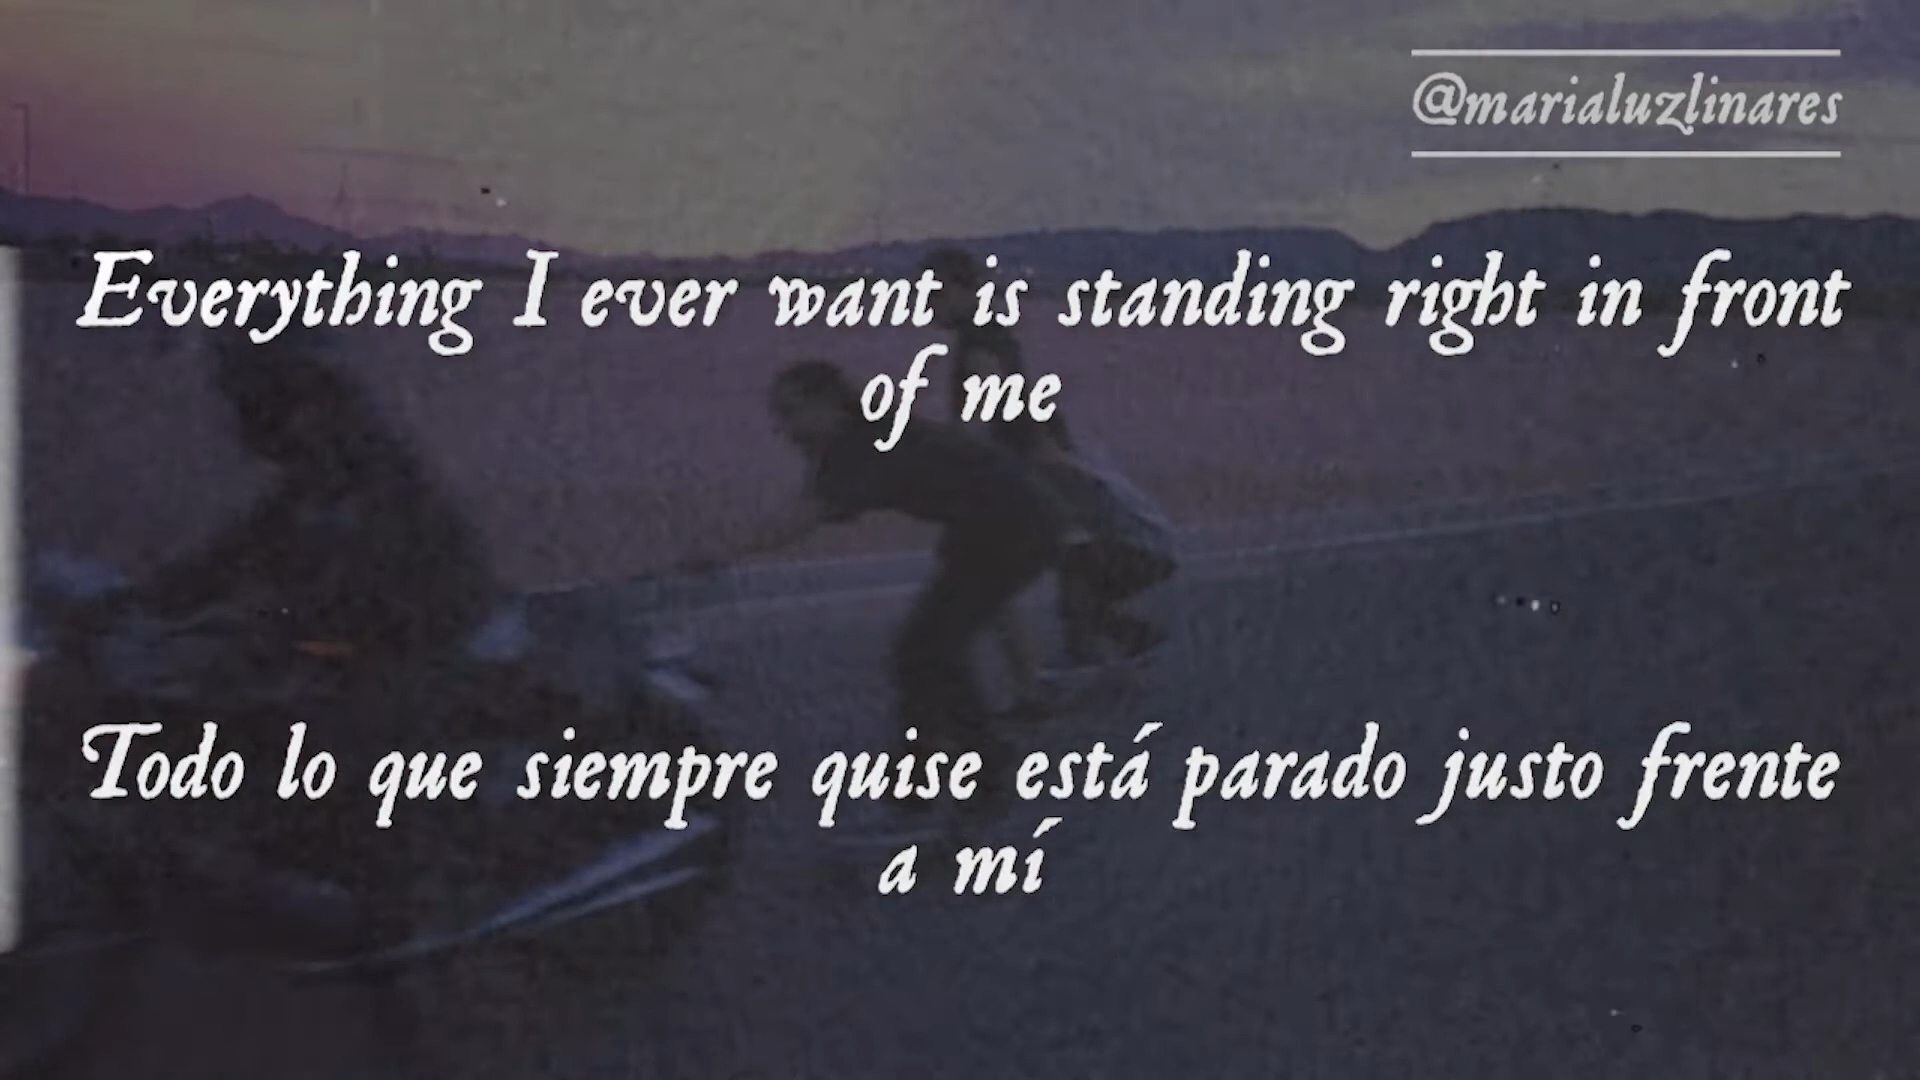 @marialuzlinares
Everything I ever want is standing right in front
of me
Todo lo que siempre quise está parado justo frente
a mí